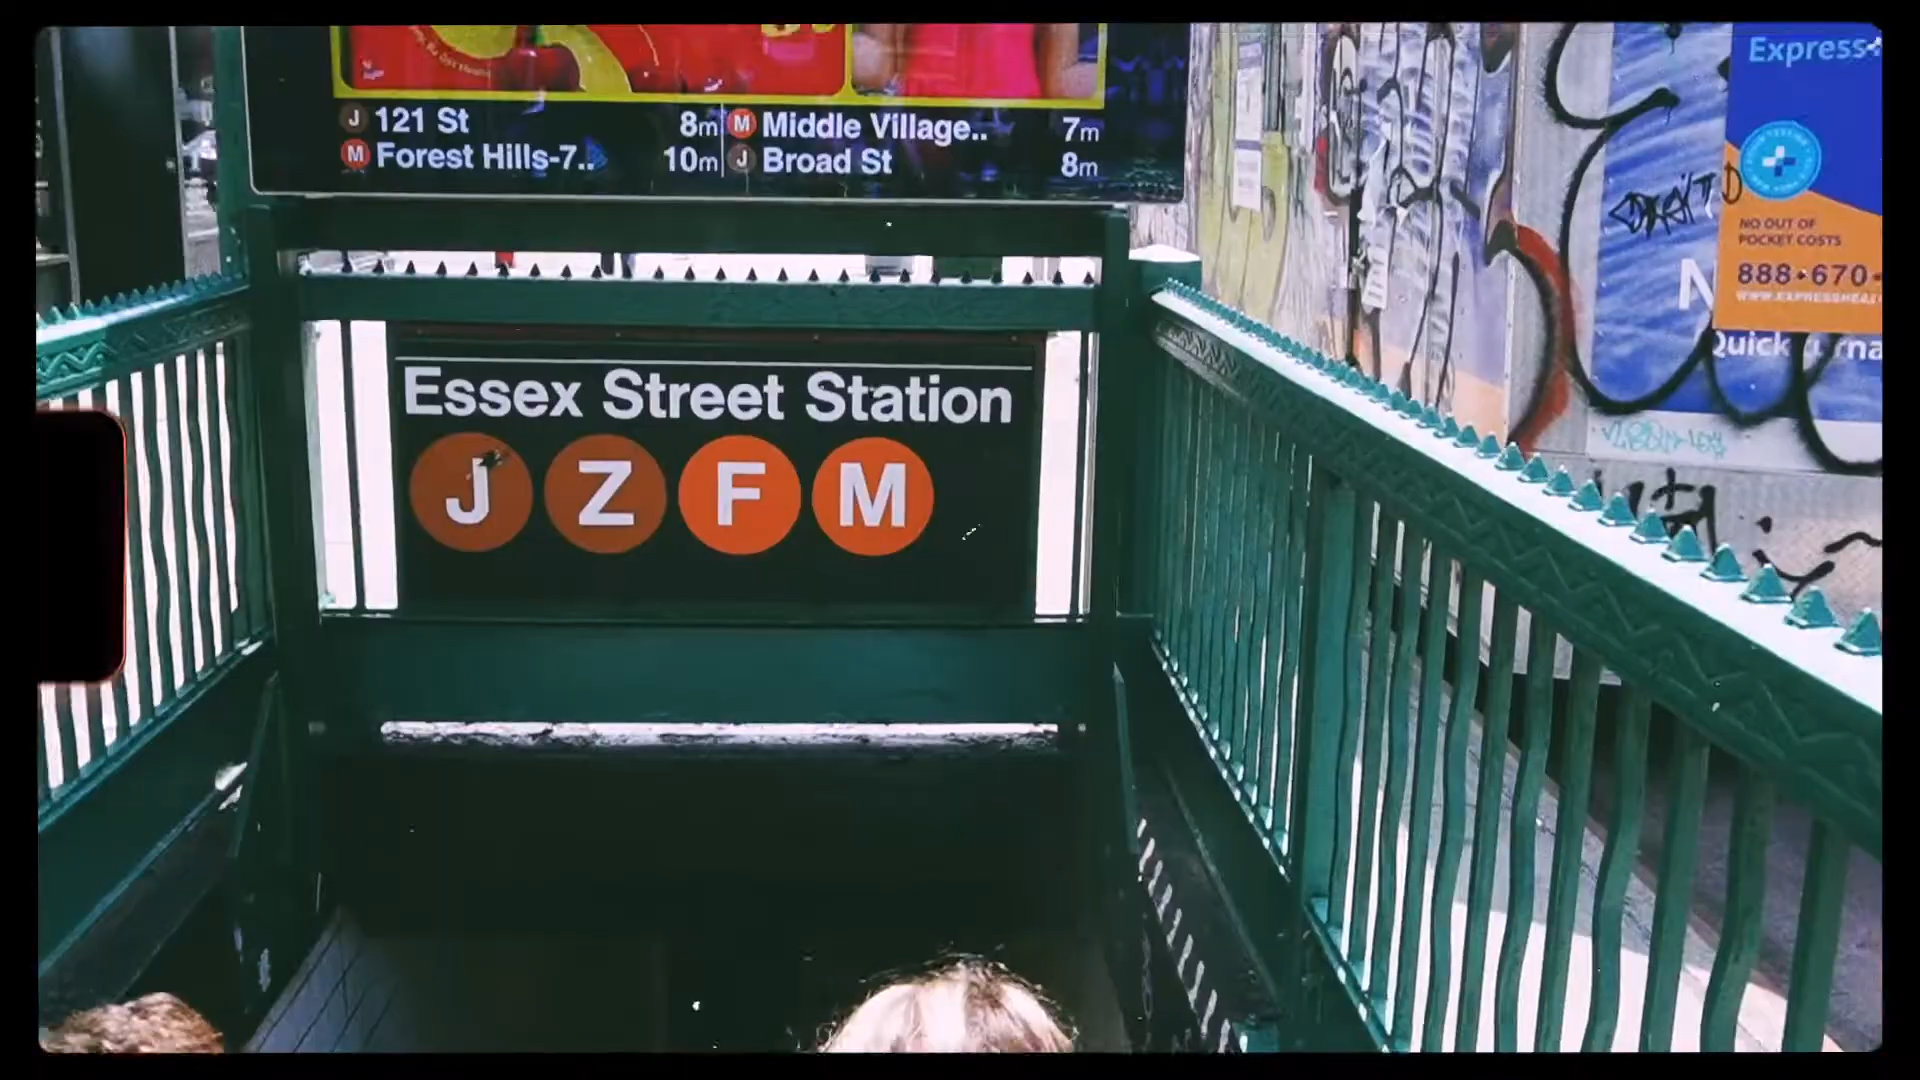 J 121 St 8m
M Forest Hills-7.. 10m
M Middle Village.. 7m
J Broad St 8m
Essex Street Station
J Z F M
Express
NO OUT OF
POCKET COSTS
888-670-
N
Quick